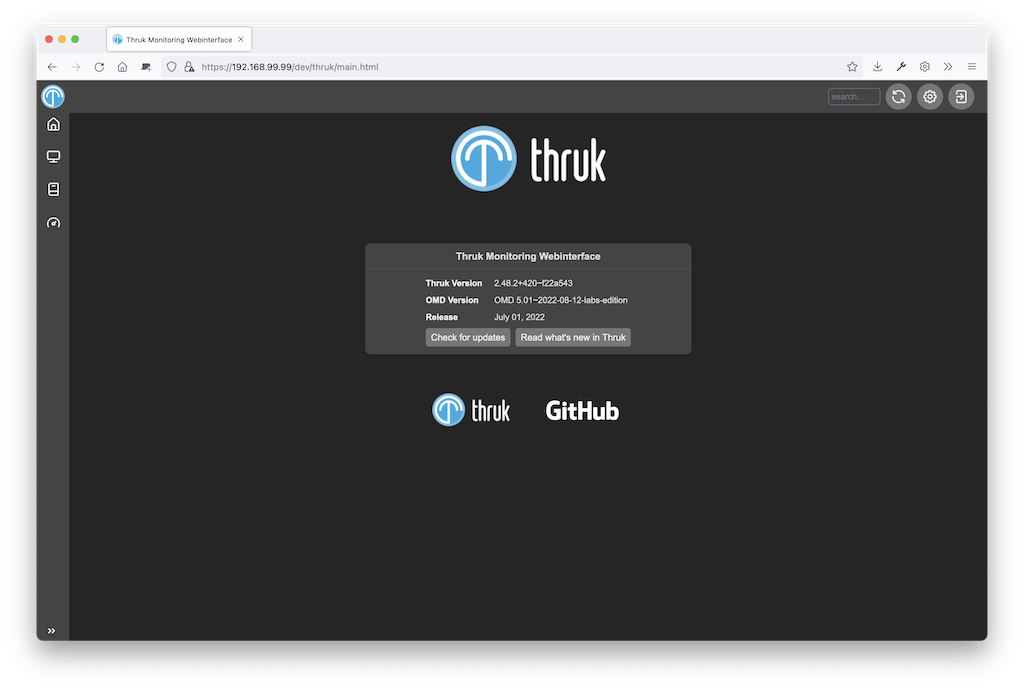 Thruk Monitoring Webinterface
https://192.168.99.99/dev/thruk/main.html
search...
thruk
Thruk Monitoring Webinterface
Thruk Version 2.48.2+420~f22a543
OMD Version OMD 5.01~2022-08-12-labs-edition
Release July 01, 2022
Check for updates Read what's new in Thruk
thruk GitHub